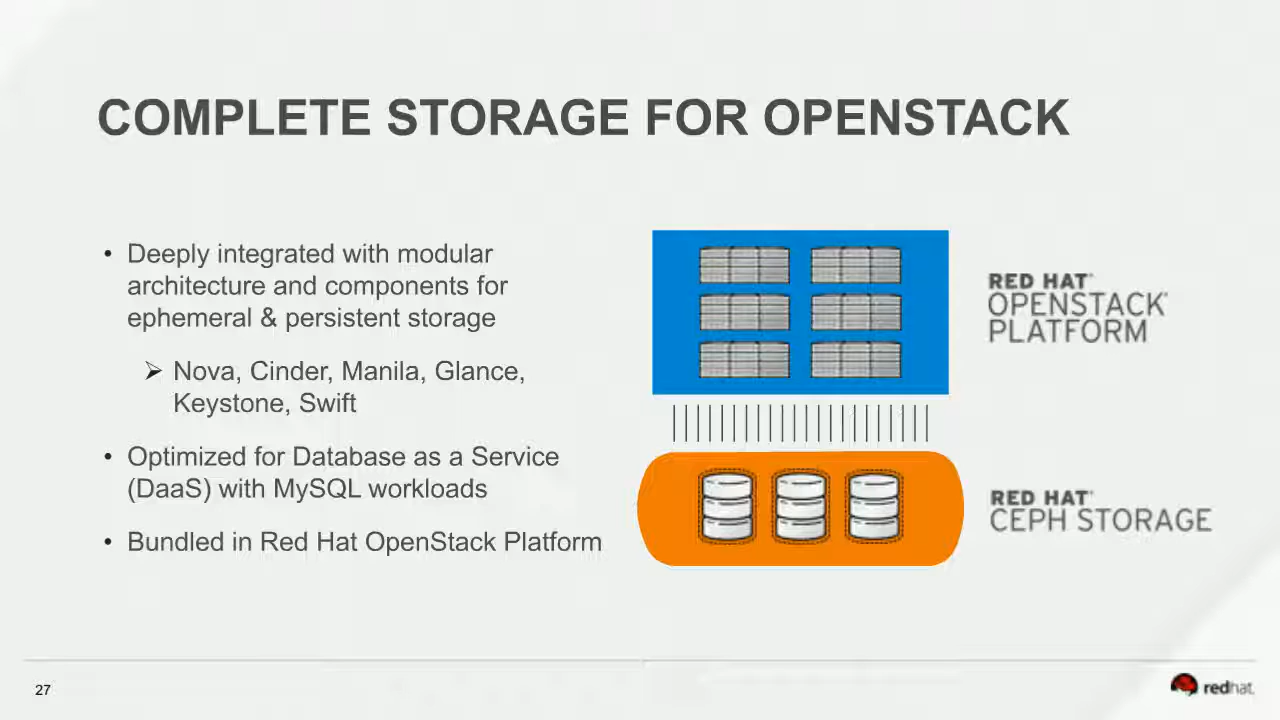 COMPLETE STORAGE FOR OPENSTACK
• Deeply integrated with modular
architecture and components for
ephemeral & persistent storage
➢ Nova, Cinder, Manila, Glance,
Keystone, Swift
• Optimized for Database as a Service
(DaaS) with MySQL workloads
• Bundled in Red Hat OpenStack Platform
RED HAT®
OPENSTACK®
PLATFORM
RED HAT®
CEPH STORAGE
27
redhat.